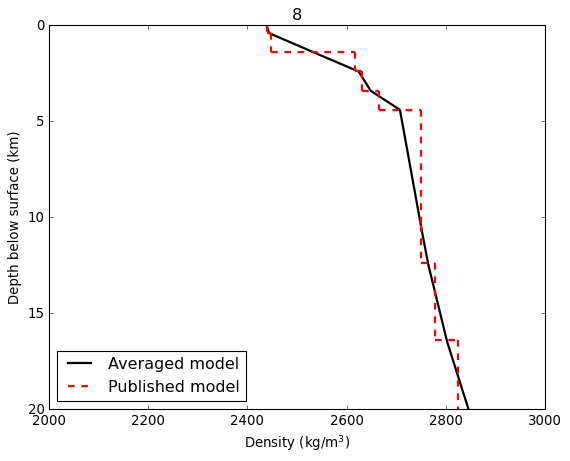 8
0
5
10
15
20
Depth below surface (km)
Averaged model
Published model
2000 2200 2400 2600 2800 3000
Density (kg/m³)